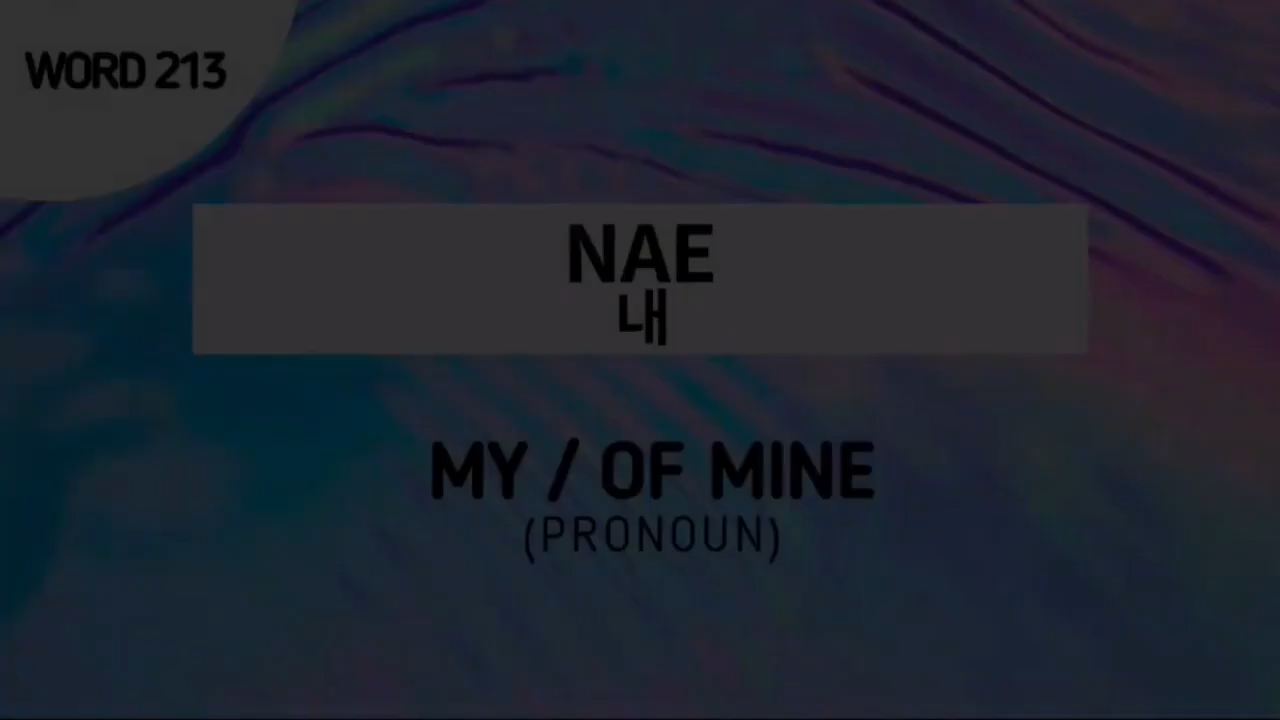 WORD 213
NAE
내
MY / OF MINE
(PRONOUN)